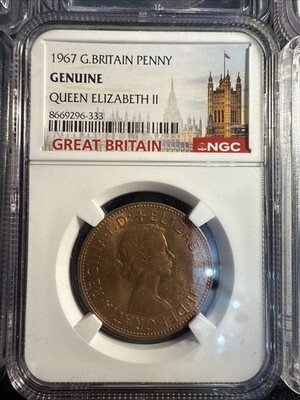 1967 G.BRITAIN PENNY
GENUINE
QUEEN ELIZABETH II
8669296-333
GREAT BRITAIN
NGC